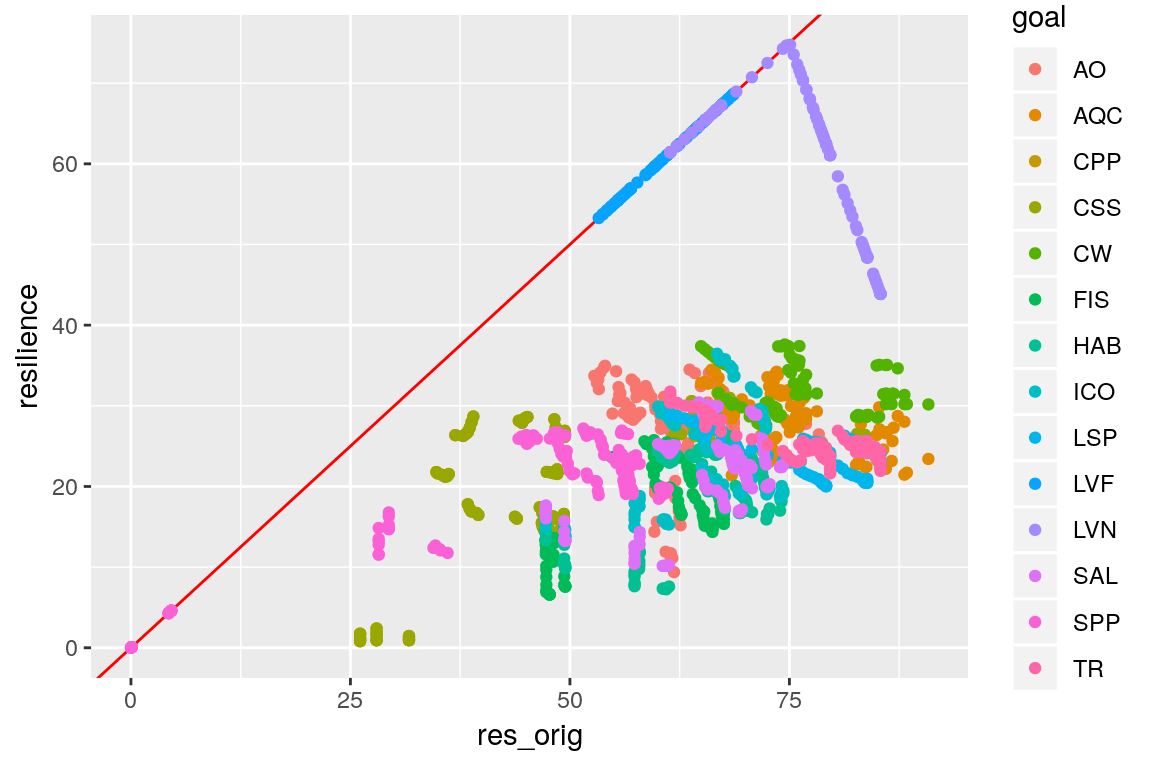 resilience
60
40
20
0
0
25
50
75
res_orig
goal
AO
AQC
CPP
CSS
CW
FIS
HAB
ICO
LSP
LVF
LVN
SAL
SPP
TR